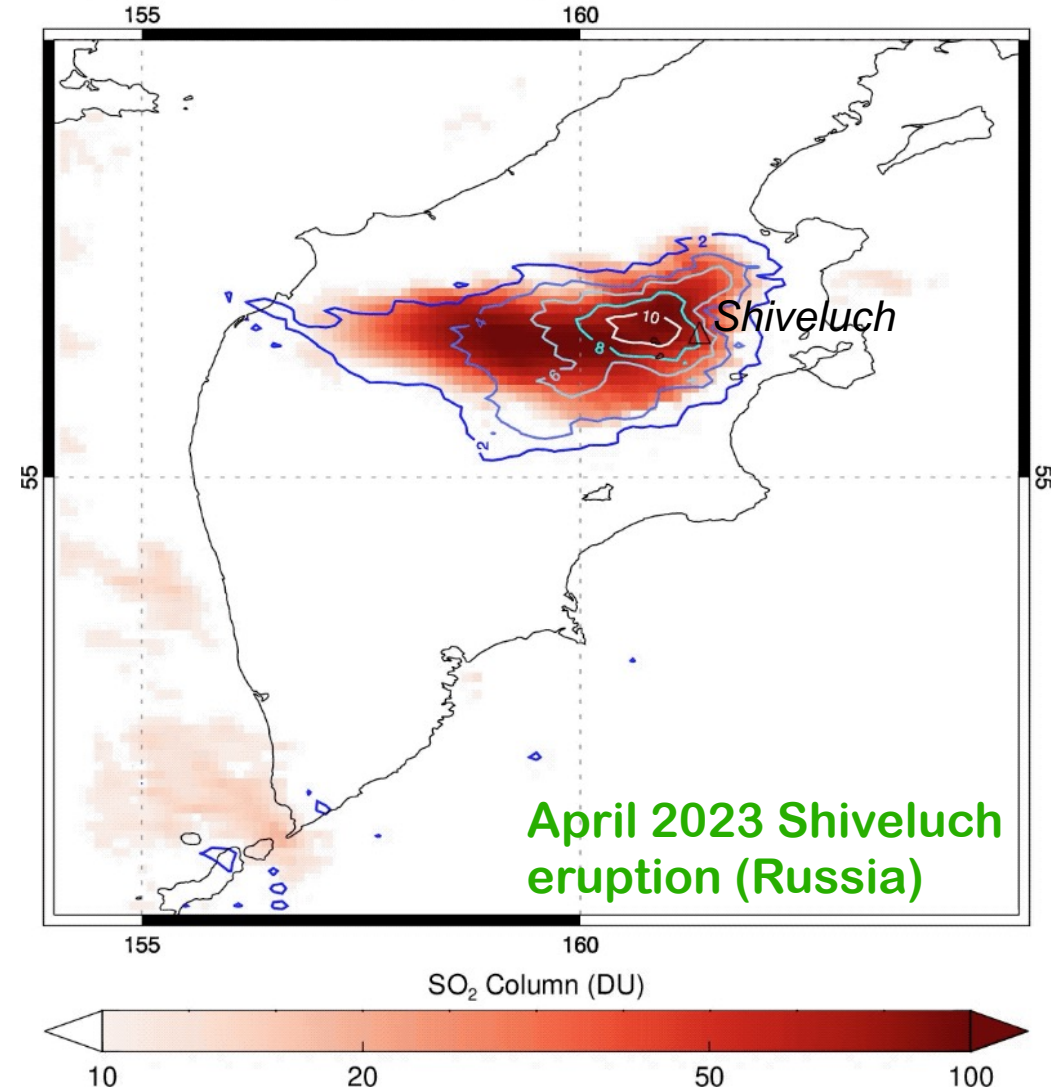 155 160
2
4
10
Shiveluch
8
6
2
55 55
April 2023 Shiveluch
eruption (Russia)
155 160
SO₂ Column (DU)
10 20 50 100